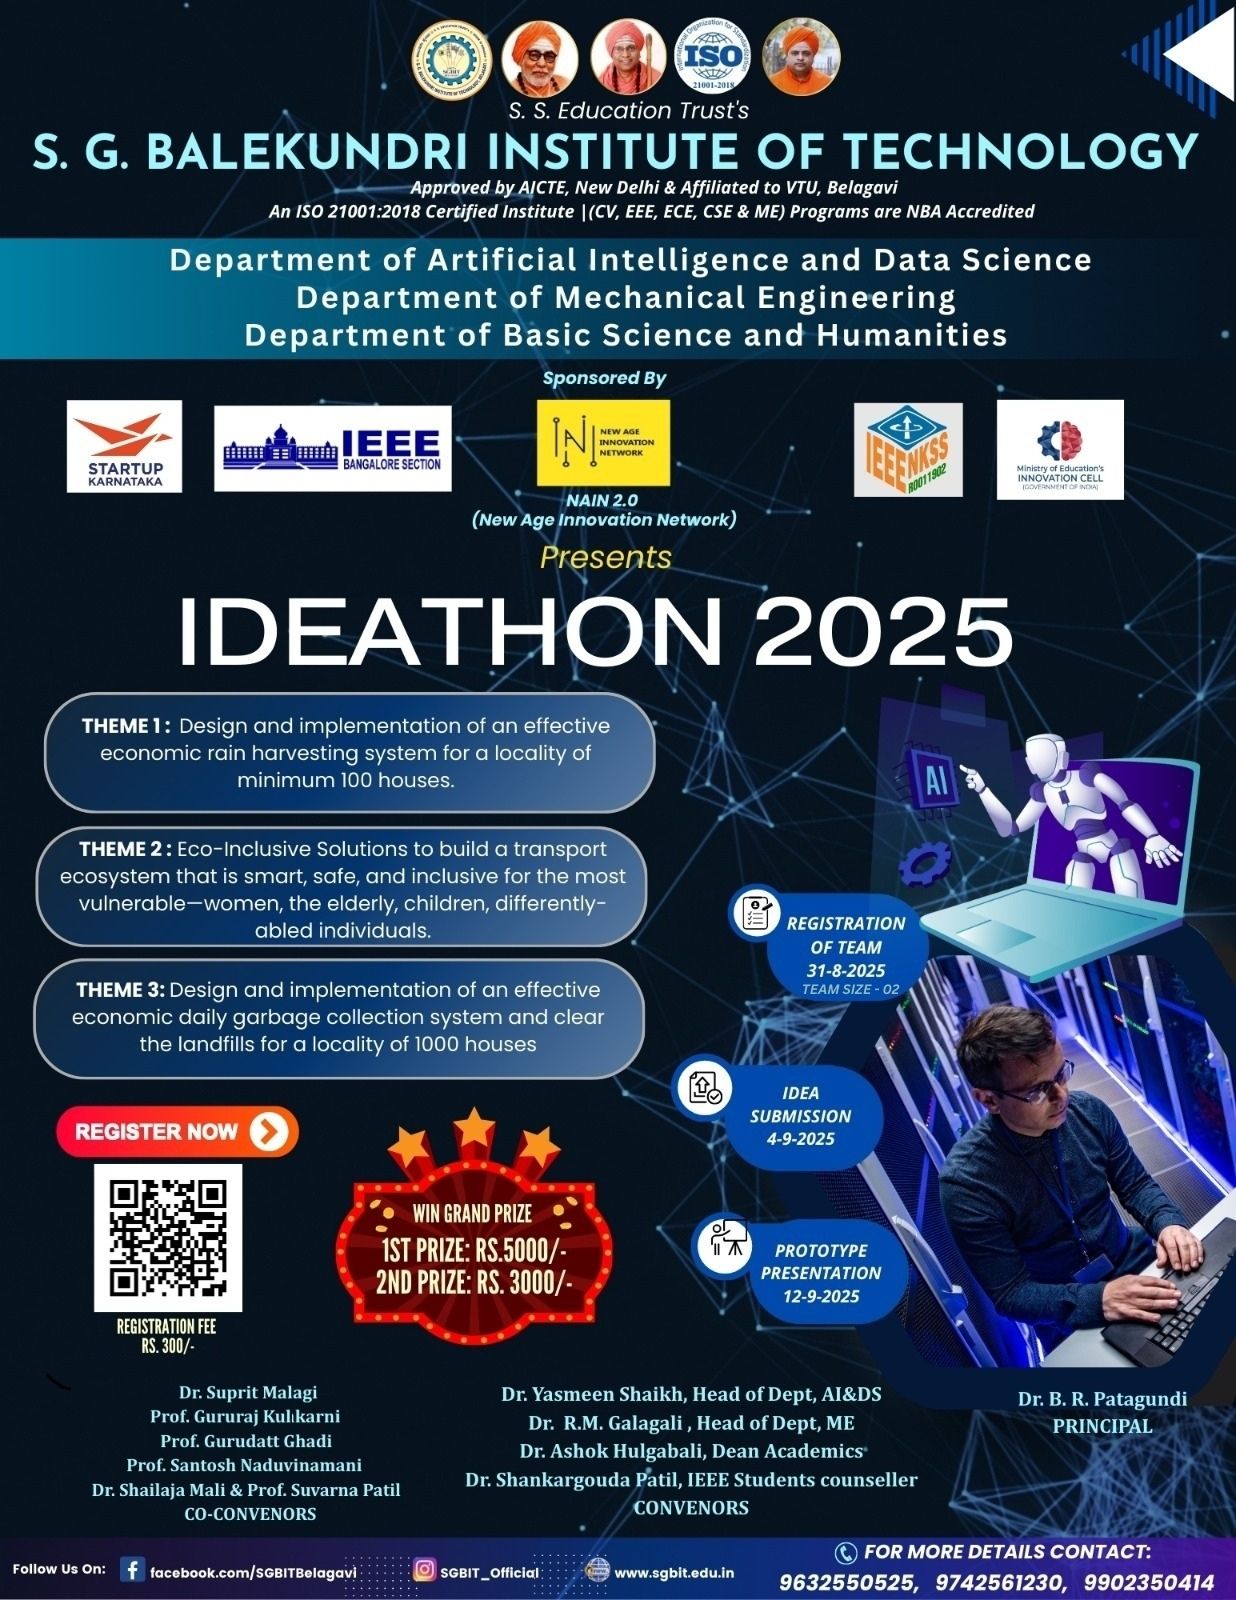 S. S. Education Trust's
S. G. BALEKUNDRI INSTITUTE OF TECHNOLOGY
Approved by AICTE, New Delhi & Affiliated to VTU, Belagavi
An ISO 21001:2018 Certified Institute |(CV, EEE, ECE, CSE & ME) Programs are NBA Accredited
International Organization for Standardization
ISO
21001-2018
SGBIT
Department of Artificial Intelligence and Data Science
Department of Mechanical Engineering
Department of Basic Science and Humanities
Sponsored By
STARTUP
KARNATAKA
IEEE
BANGALORE SECTION
NEW AGE
INNOVATION
NETWORK
IEEENKSS
R0011902
Ministry of Education's
INNOVATION CELL
(GOVERNMENT OF INDIA)
NAIN 2.0
(New Age Innovation Network)
Presents
IDEATHON 2025
THEME 1 : Design and implementation of an effective
economic rain harvesting system for a locality of
minimum 100 houses.
THEME 2 : Eco-Inclusive Solutions to build a transport
ecosystem that is smart, safe, and inclusive for the most
vulnerable—women, the elderly, children, differently-
abled individuals.
THEME 3: Design and implementation of an effective
economic daily garbage collection system and clear
the landfills for a locality of 1000 houses
AI
REGISTRATION
OF TEAM
31-8-2025
TEAM SIZE - 02
IDEA
SUBMISSION
4-9-2025
PROTOTYPE
PRESENTATION
12-9-2025
REGISTER NOW
REGISTRATION FEE
RS. 300/-
WIN GRAND PRIZE
1ST PRIZE: RS.5000/-
2ND PRIZE: RS. 3000/-
Dr. Suprit Malagi
Prof. Gururaj Kulikarni
Prof. Gurudatt Ghadi
Prof. Santosh Naduvinamani
Dr. Shailaja Mali & Prof. Suvarna Patil
CO-CONVENORS
Dr. Yasmeen Shaikh, Head of Dept, AI&DS
Dr. R.M. Galagali , Head of Dept, ME
Dr. Ashok Hulgabali, Dean Academics
Dr. Shankargouda Patil, IEEE Students counseller
CONVENORS
Dr. B. R. Patagundi
PRINCIPAL
Follow Us On:
facebook.com/SGBITBelagavi
SGBIT_Official
www.sgbit.edu.in
FOR MORE DETAILS CONTACT:
9632550525, 9742561230, 9902350414